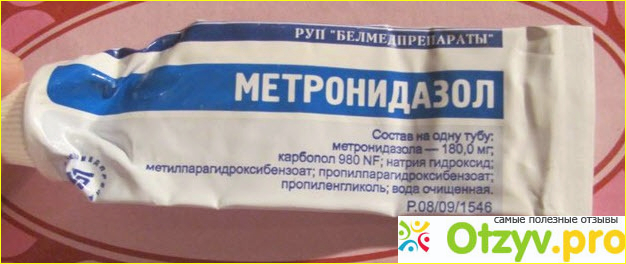 РУП "БЕЛМЕДПРЕПАРАТЫ"
МЕТРОНИДАЗОЛ
Состав на одну тубу:
метронидазола — 180,0 мг;
карбопол 980 NF; натрия гидроксид;
метилпарагидроксибензоат; пропилпарагидроксибензоат;
пропиленгликоль; вода очищенная.
Р.08/09/1546
самые полезные отзывы
Otzyv.pro